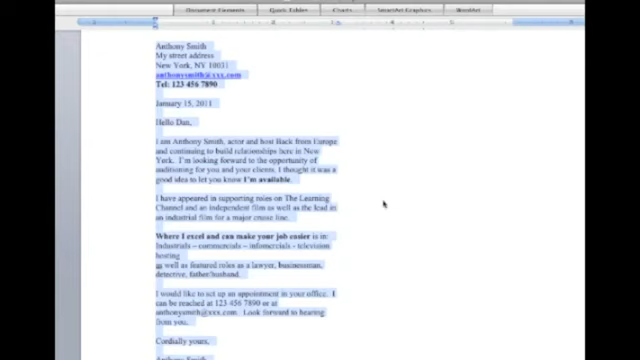 Document Elements Quick Tables Charts SmartArt Graphics WordArt
Anthony Smith
My street address
New York, NY 10031
anthonysmith@xxx.com
Tel: 123 456 7890
January 15, 2011
Hello Dan,
I am Anthony Smith, actor and host Back from Europe
and continuing to build relationships here in New
York. I'm looking forward to the opportunity of
auditioning for you and your clients. I thought it was a
good idea to let you know I'm available.
I have appeared in supporting roles on The Learning
Channel and an independent film as well as the lead in
an industrial film for a major cruise line.
Where I excel and can make your job easier is in:
Industrials – commercials – infomercials - television
hosting
as well as featured roles as a lawyer, businessman,
detective, father/husband.
I would like to set up an appointment in your office. I
can be reached at 123 456 7890 or at
anthonysmith@xxx.com. Look forward to hearing
from you.
Cordially yours,
Anthony Smith